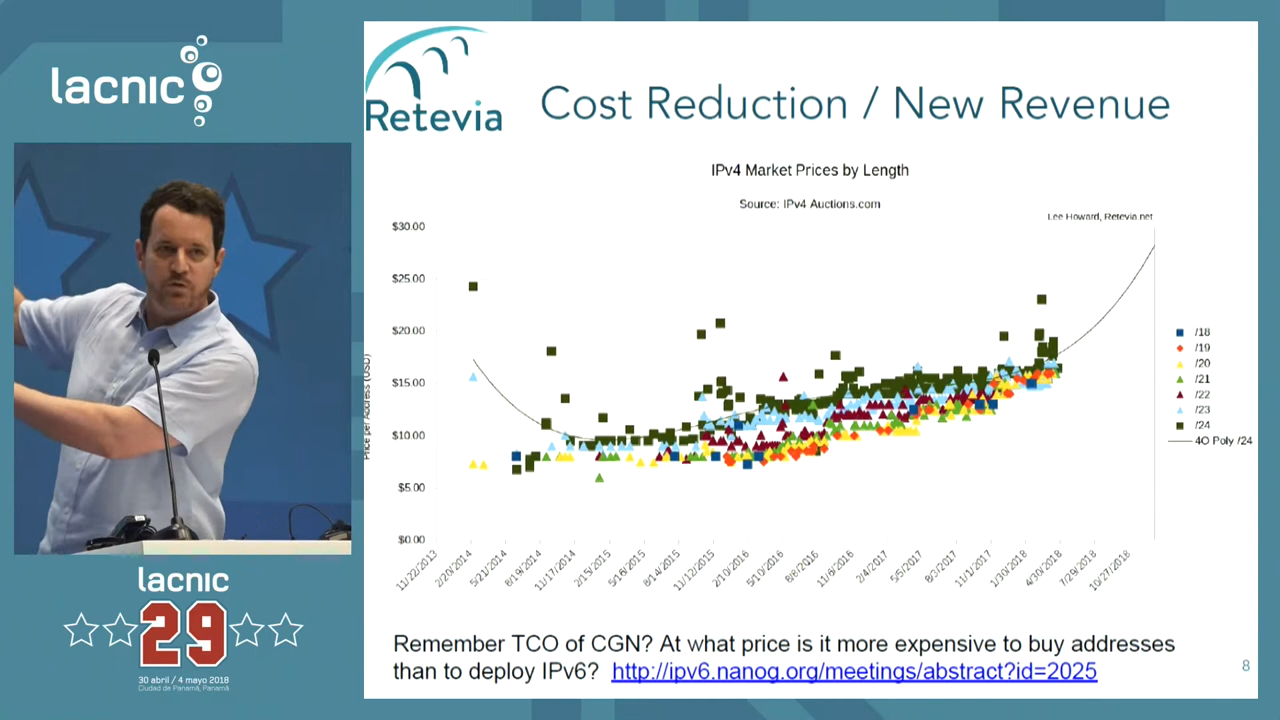 lacnic
Retevia
Cost Reduction / New Revenue
IPv4 Market Prices by Length
Source: IPv4 Auctions.com
Lee Howard, Retevia net
Price per Address (USD)
$30.00
$25.00
$20.00
$15.00
$10.00
$5.00
$0.00
11/22/2013
2/20/2014
5/21/2014
8/19/2014
11/17/2014
2/15/2015
5/16/2015
8/14/2015
11/12/2015
2/10/2016
5/10/2016
8/8/2016
11/6/2016
2/4/2017
5/5/2017
8/3/2017
11/1/2017
1/30/2018
4/30/2018
7/29/2018
10/27/2018
/18
/19
/20
/21
/22
/23
/24
4O Poly /24
Remember TCO of CGN? At what price is it more expensive to buy addresses
than to deploy IPv6? http://ipv6.nanog.org/meetings/abstract?id=2025
8
lacnic
29
30 abril / 4 mayo 2018
Ciudad de Panamá, Panamá